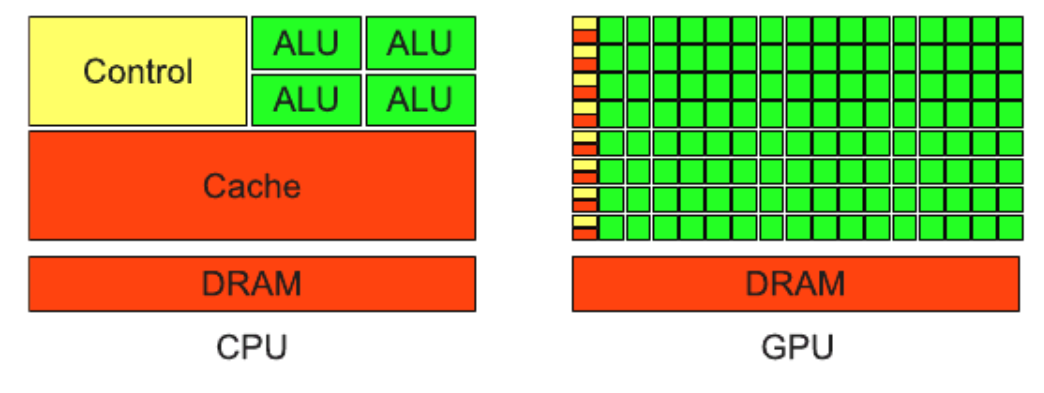 Control
ALU ALU
ALU ALU
Cache
DRAM
CPU
DRAM
GPU